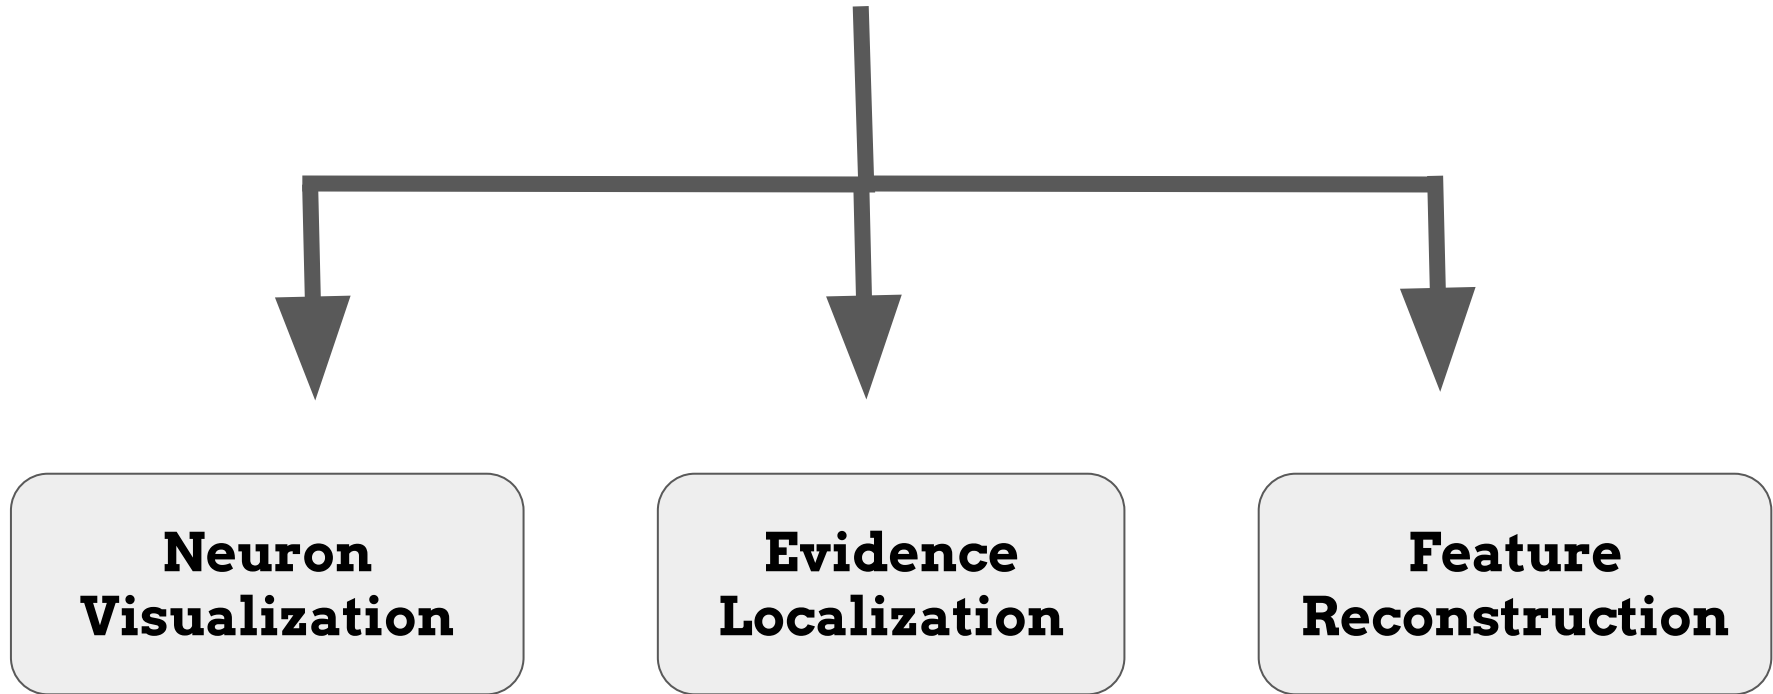 Neuron
Visualization
Evidence
Localization
Feature
Reconstruction